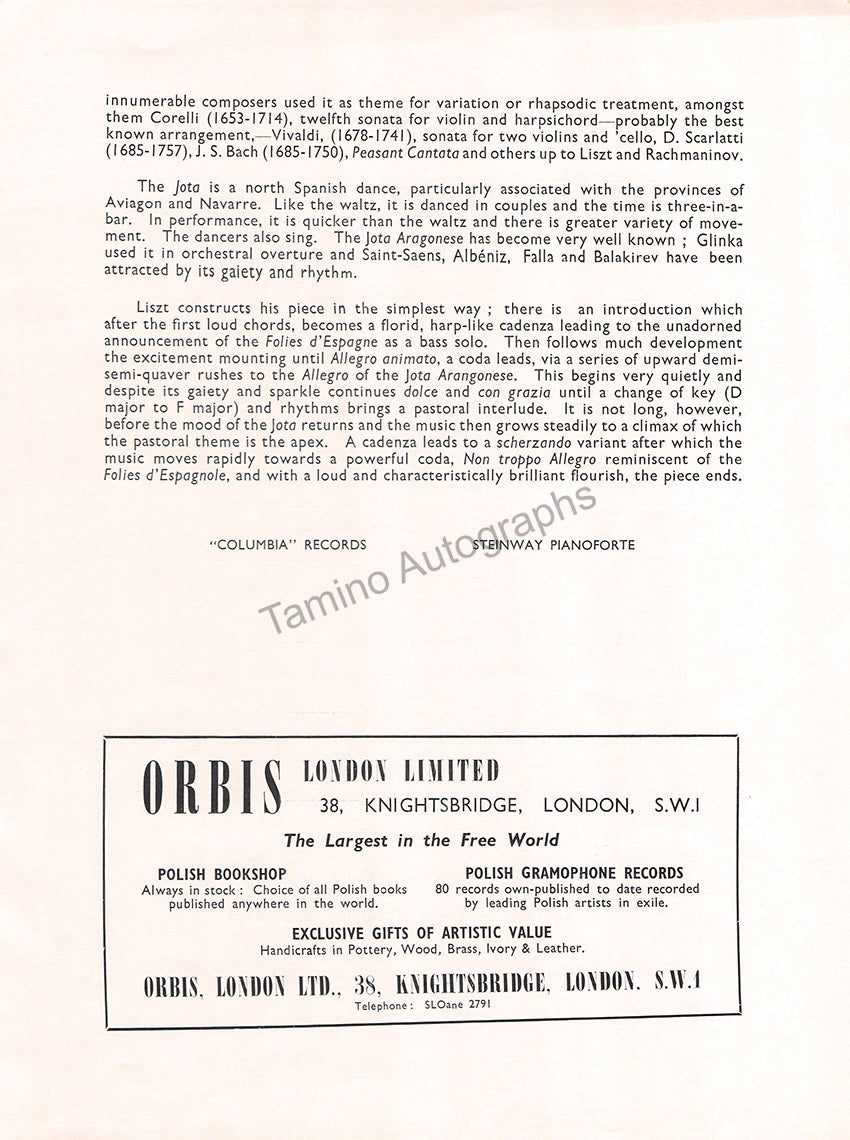 innumerable composers used it as theme for variation or rhapsodic treatment, amongst
them Corelli (1653-1714), twelfth sonata for violin and harpsichord—probably the best
known arrangement,—Vivaldi, (1678-1741), sonata for two violins and 'cello, D. Scarlatti
(1685-1757), J. S. Bach (1685-1750), Peasant Cantata and others up to Liszt and Rachmaninov.
The Jota is a north Spanish dance, particularly associated with the provinces of
Aviagon and Navarre. Like the waltz, it is danced in couples and the time is three-in-a-
bar. In performance, it is quicker than the waltz and there is greater variety of move-
ment. The dancers also sing. The Jota Aragonese has become very well known ; Glinka
used it in orchestral overture and Saint-Saens, Albéniz, Falla and Balakirev have been
attracted by its gaiety and rhythm.
Liszt constructs his piece in the simplest way ; there is an introduction which
after the first loud chords, becomes a florid, harp-like cadenza leading to the unadorned
announcement of the Folies d'Espagne as a bass solo. Then follows much development
the excitement mounting until Allegro animato, a coda leads, via a series of upward demi-
semi-quaver rushes to the Allegro of the Jota Arangonese. This begins very quietly and
despite its gaiety and sparkle continues dolce and con grazia until a change of key (D
major to F major) and rhythms brings a pastoral interlude. It is not long, however,
before the mood of the Jota returns and the music then grows steadily to a climax of which
the pastoral theme is the apex. A cadenza leads to a scherzando variant after which the
music moves rapidly towards a powerful coda, Non troppo Allegro reminiscent of the
Folies d'Espagnole, and with a loud and characteristically brilliant flourish, the piece ends.
"COLUMBIA" RECORDS STEINWAY PIANOFORTE
Tamino Autographs
ORBIS LONDON LIMITED
38, KNIGHTSBRIDGE, LONDON, S.W.1
The Largest in the Free World
POLISH BOOKSHOP
Always in stock : Choice of all Polish books
published anywhere in the world.
POLISH GRAMOPHONE RECORDS
80 records own-published to date recorded
by leading Polish artists in exile.
EXCLUSIVE GIFTS OF ARTISTIC VALUE
Handicrafts in Pottery, Wood, Brass, Ivory & Leather.
ORBIS, LONDON LTD., 38, KNIGHTSBRIDGE, LONDON. S.W.1
Telephone : SLOane 2791